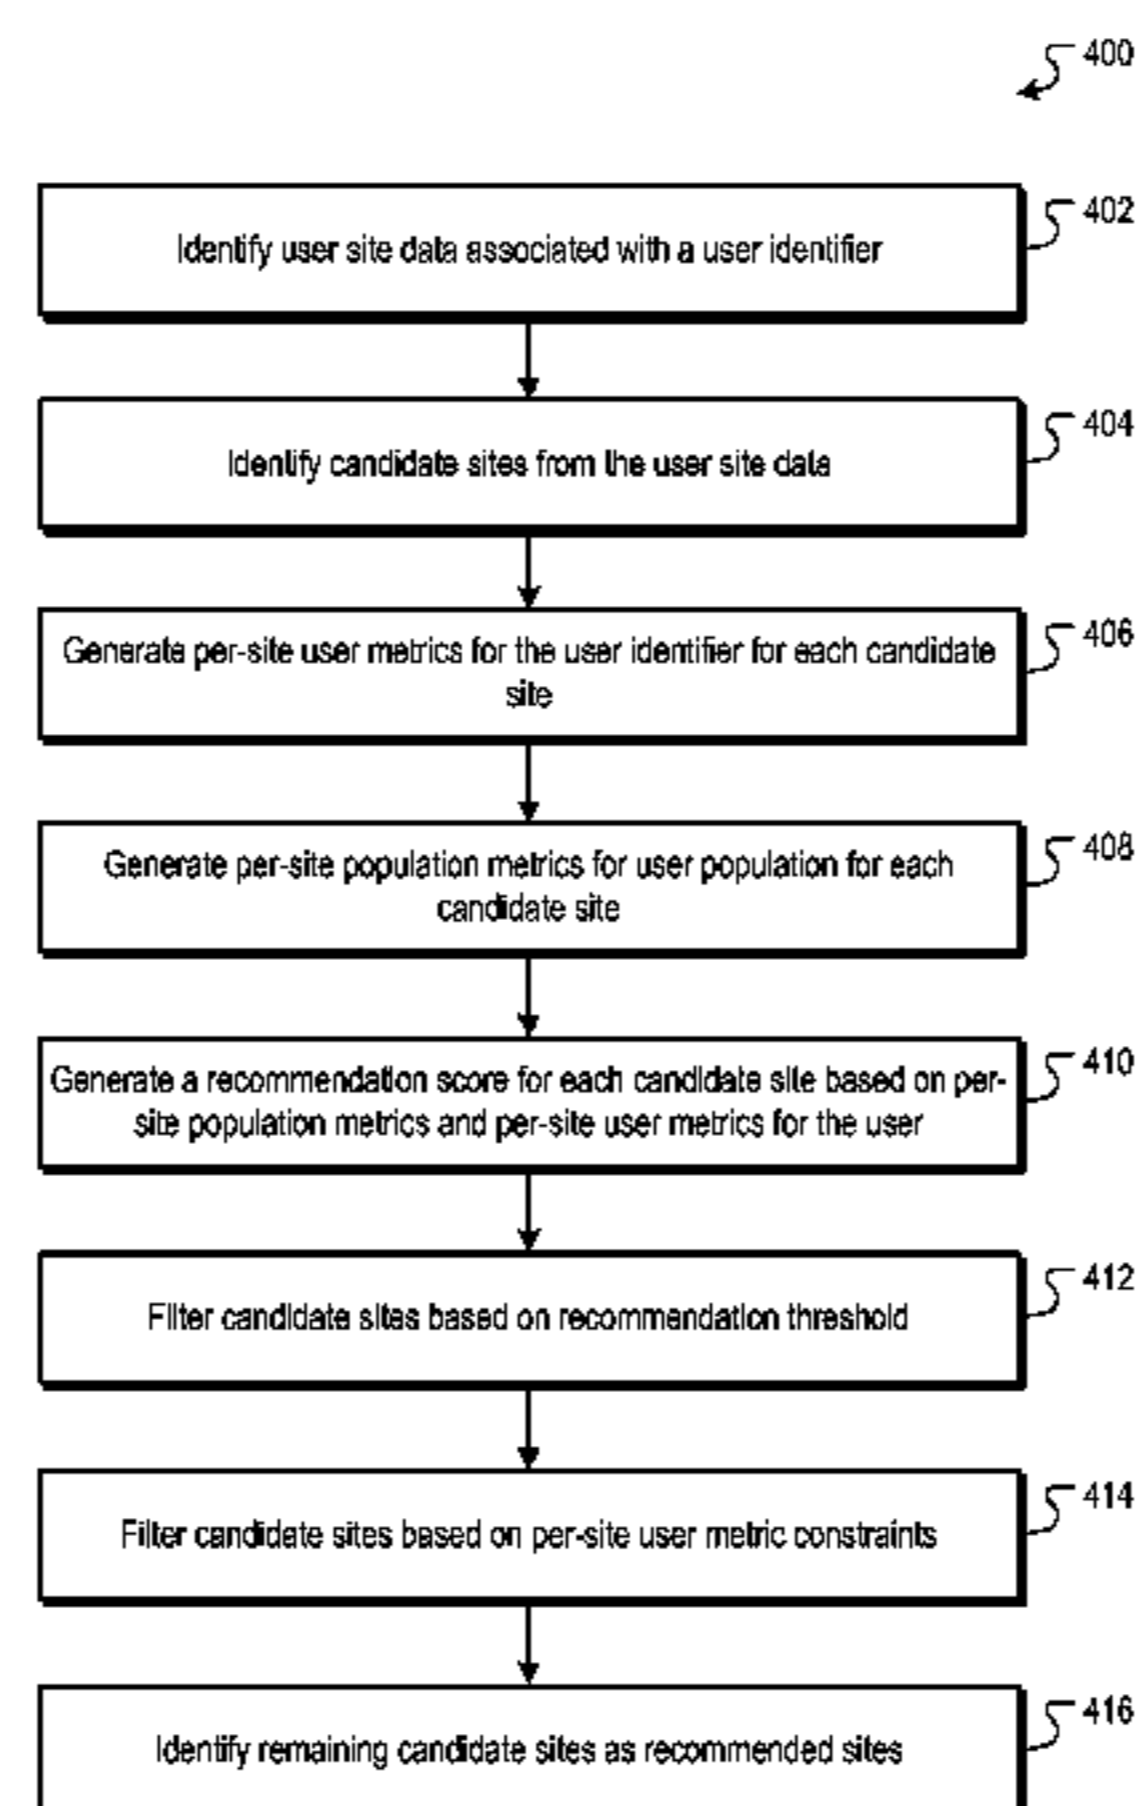 400
402
Identify user site data associated with a user identifier
404
Identify candidate sites from the user site data
406
Generate per-site user metrics for the user identifier for each candidate
site
408
Generate per-site population metrics for user population for each
candidate site
410
Generate a recommendation score for each candidate site based on per-
site population metrics and per-site user metrics for the user
412
Filter candidate sites based on recommendation threshold
414
Filter candidate sites based on per-site user metric constraints
416
Identify remaining candidate sites as recommended sites